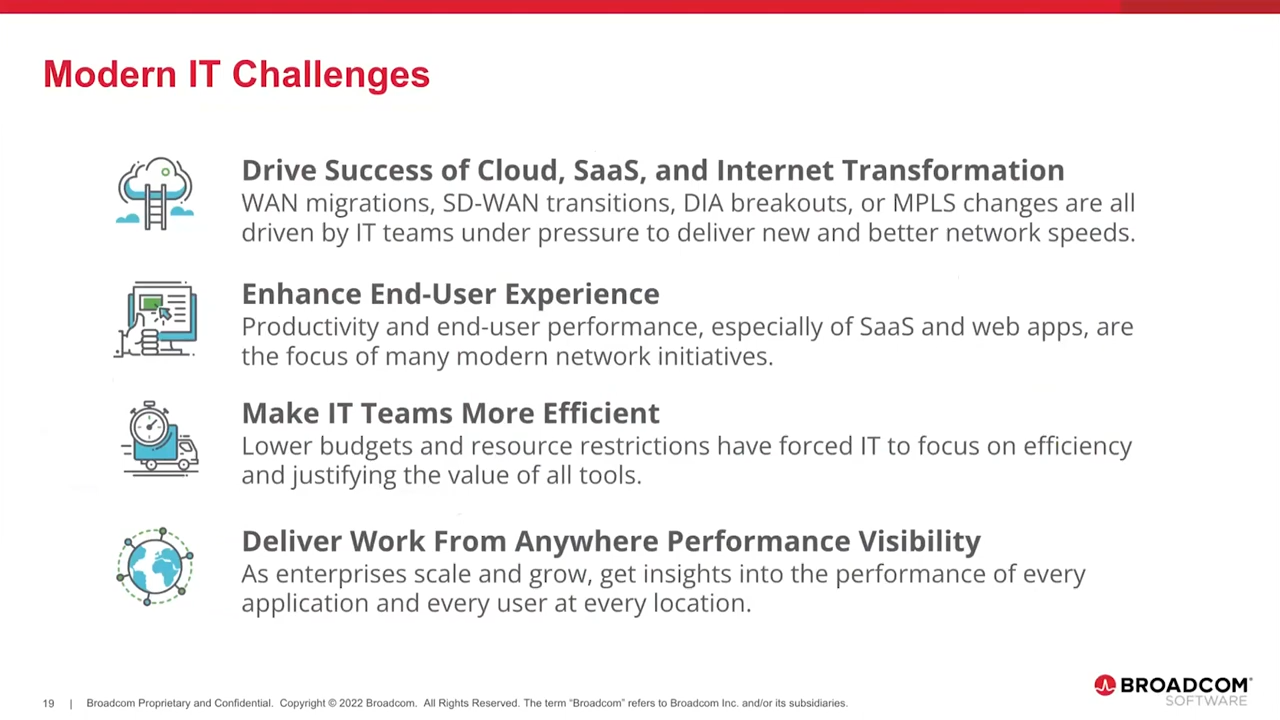 Modern IT Challenges
Drive Success of Cloud, SaaS, and Internet Transformation
WAN migrations, SD-WAN transitions, DIA breakouts, or MPLS changes are all
driven by IT teams under pressure to deliver new and better network speeds.
Enhance End-User Experience
Productivity and end-user performance, especially of SaaS and web apps, are
the focus of many modern network initiatives.
Make IT Teams More Efficient
Lower budgets and resource restrictions have forced IT to focus on efficiency
and justifying the value of all tools.
Deliver Work From Anywhere Performance Visibility
As enterprises scale and grow, get insights into the performance of every
application and every user at every location.
19 | Broadcom Proprietary and Confidential. Copyright © 2022 Broadcom. All Rights Reserved. The term “Broadcom” refers to Broadcom Inc. and/or its subsidiaries.
BROADCOM®
SOFTWARE